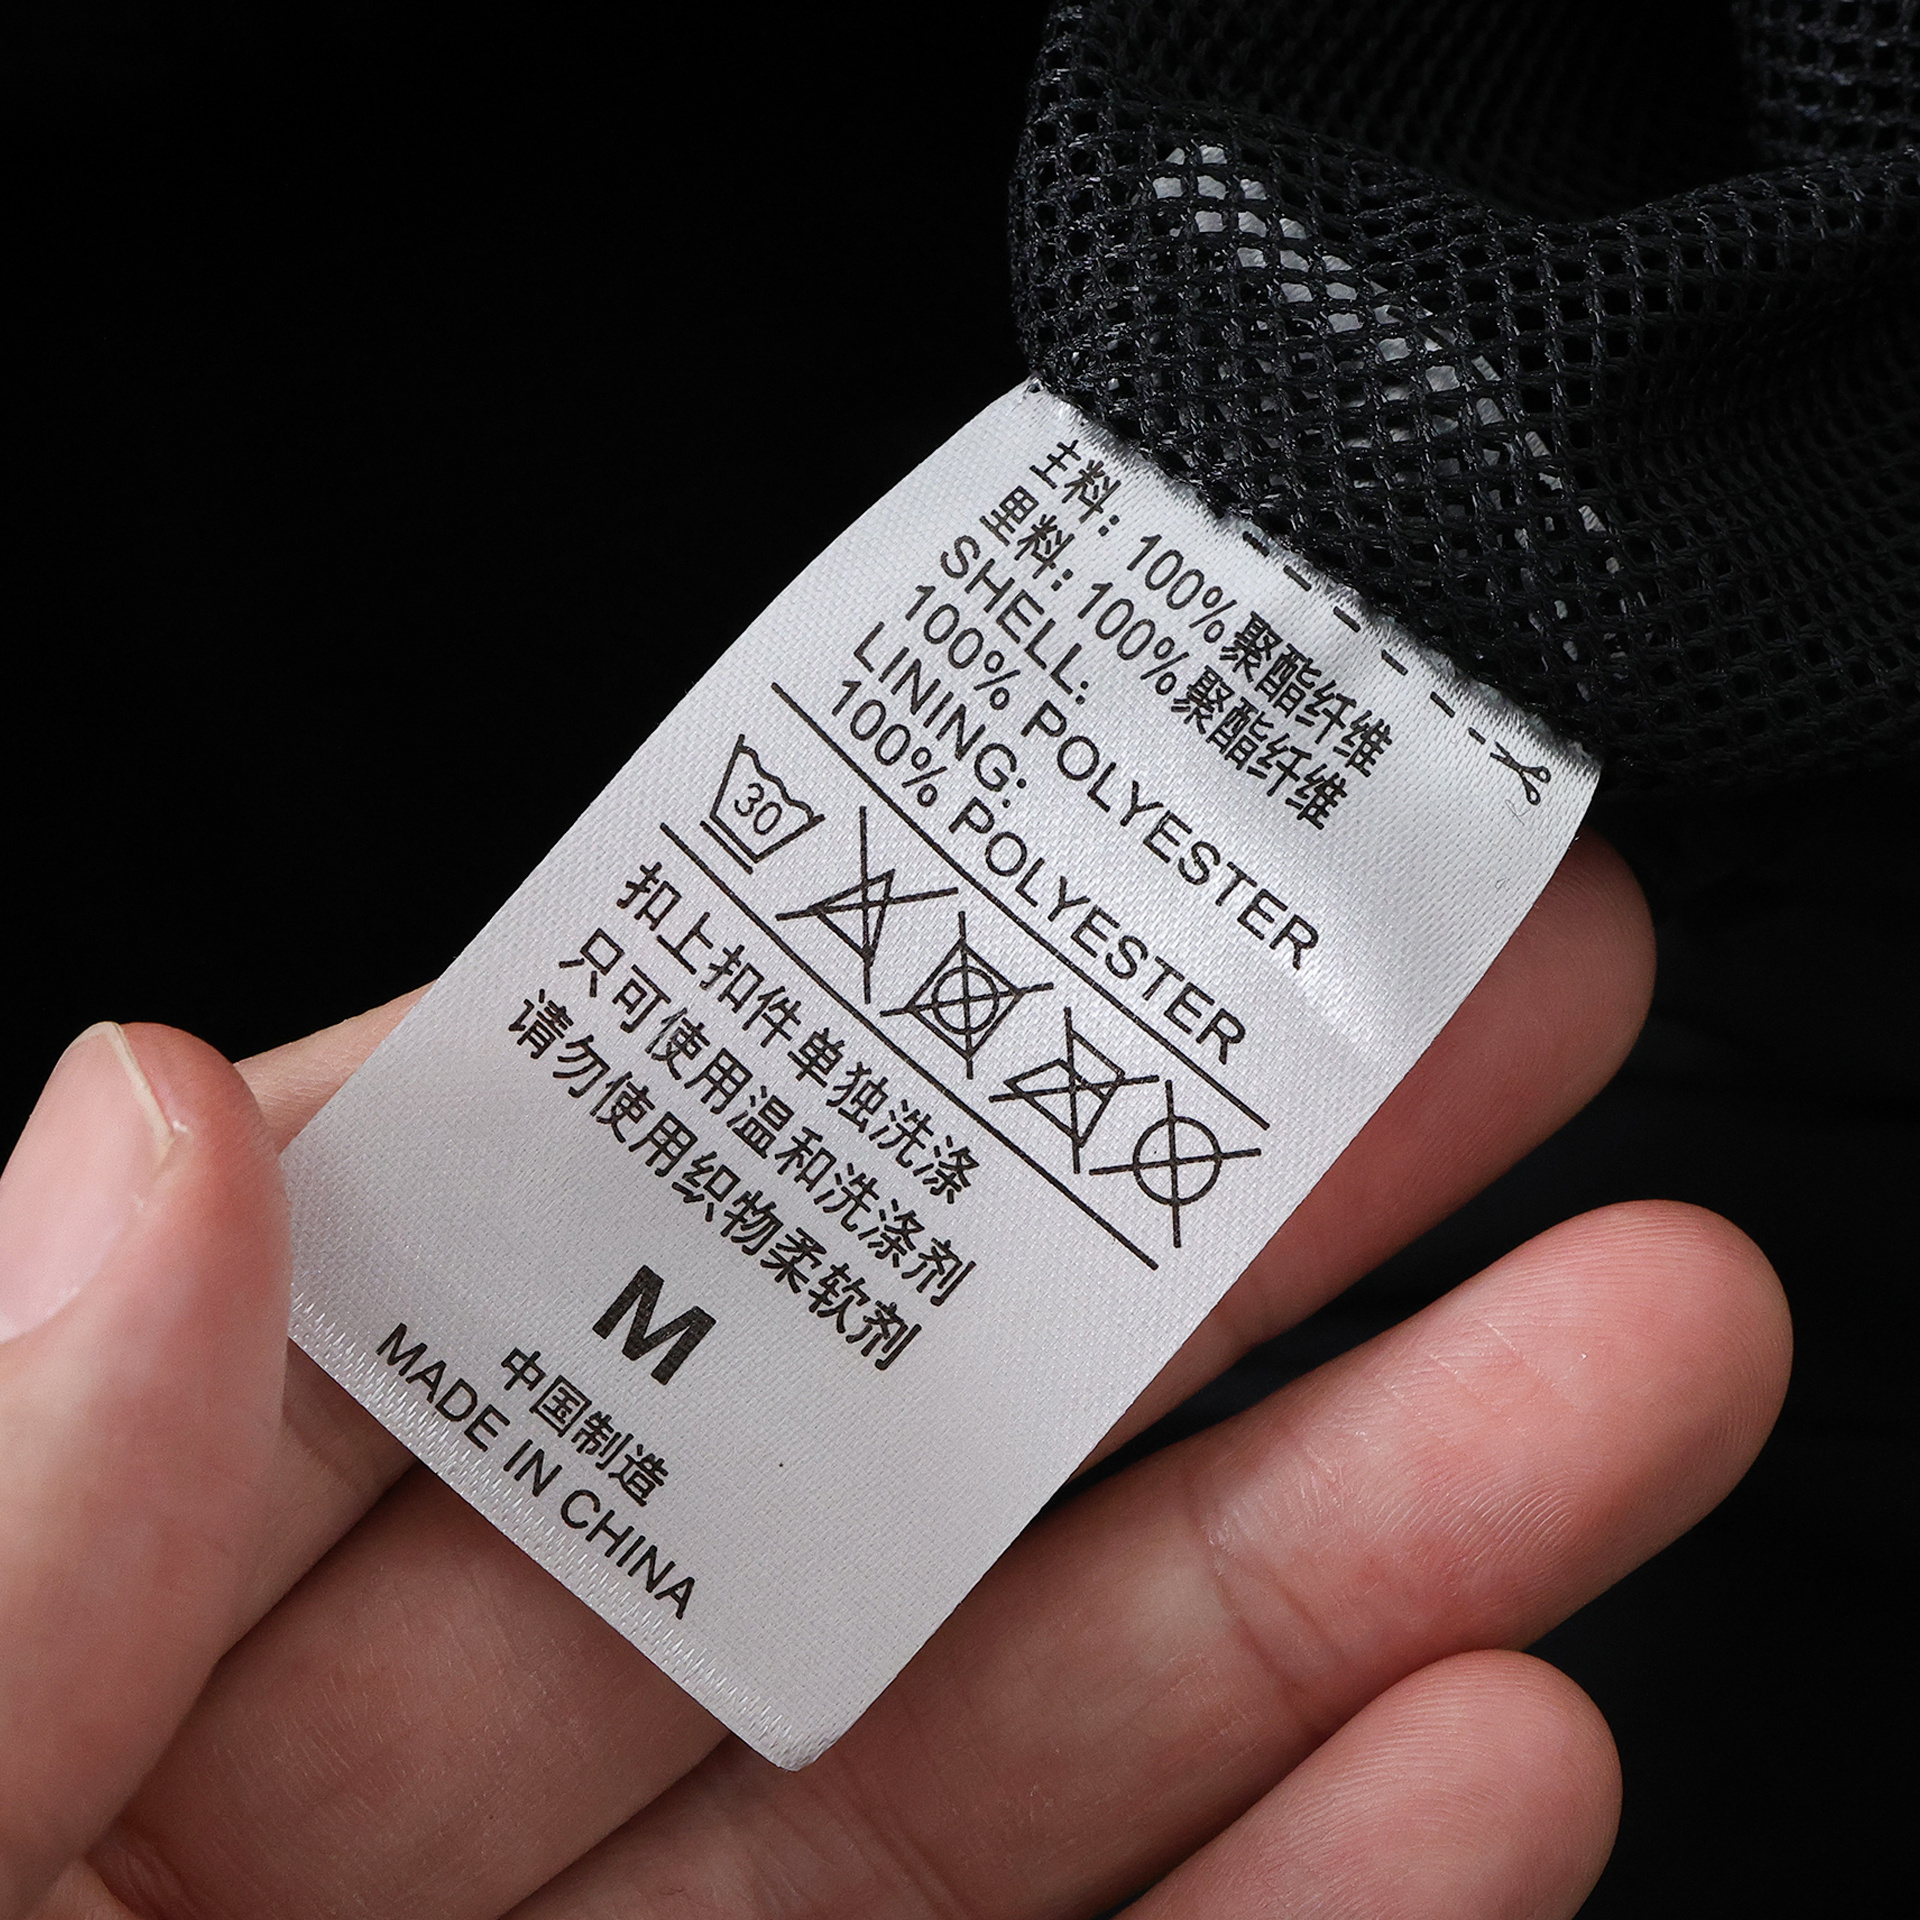 主料: 100%聚酯纤维
里料: 100%聚酯纤维
SHELL:
100% POLYESTER
LINING:
100% POLYESTER
30
扣上扣件单独洗涤
只可使用温和洗涤剂
请勿使用织物柔软剂
M
中国制造
MADE IN CHINA